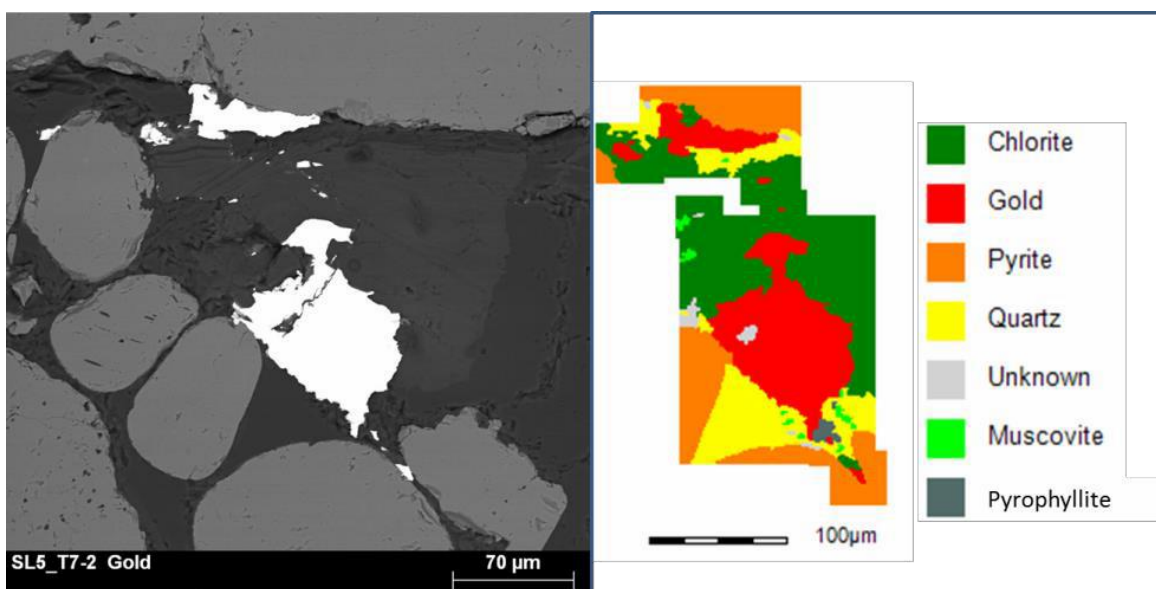 SL5_T7-2 Gold
70 µm
100µm
Chlorite
Gold
Pyrite
Quartz
Unknown
Muscovite
Pyrophyllite